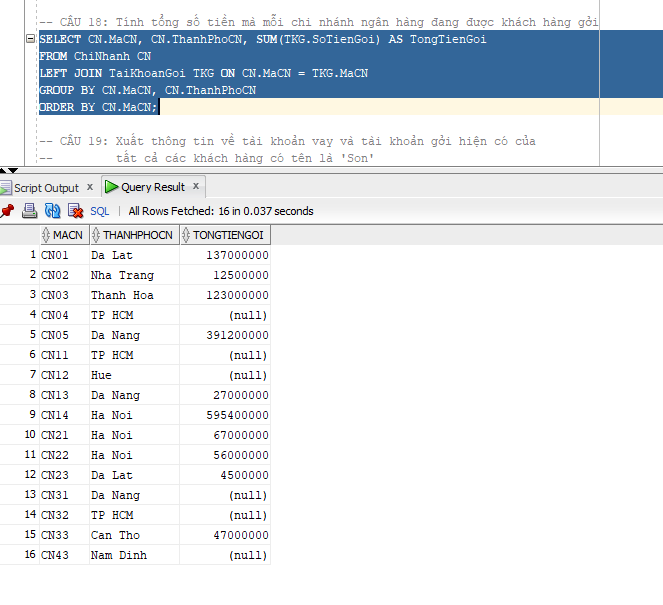 -- CÂU 18: Tính tổng số tiền mà mỗi chi nhánh ngân hàng đang được khách hàng gởi
SELECT CN.MaCN, CN.ThanhPhoCN, SUM(TKG.SoTienGoi) AS TongTienGoi
FROM ChiNhanh CN
LEFT JOIN TaiKhoanGoi TKG ON CN.MaCN = TKG.MaCN
GROUP BY CN.MaCN, CN.ThanhPhoCN
ORDER BY CN.MaCN;
-- CÂU 19: Xuất thông tin về tài khoản vay và tài khoản gởi hiện có của
-- tất cả các khách hàng có tên là 'Son'
Script Output x Query Result x
SQL | All Rows Fetched: 16 in 0.037 seconds
MACN THANHPHOCN TONGTIENGOI
1 CN01 Da Lat 137000000
2 CN02 Nha Trang 12500000
3 CN03 Thanh Hoa 123000000
4 CN04 TP HCM (null)
5 CN05 Da Nang 391200000
6 CN11 TP HCM (null)
7 CN12 Hue (null)
8 CN13 Da Nang 27000000
9 CN14 Ha Noi 595400000
10 CN21 Ha Noi 67000000
11 CN22 Ha Noi 56000000
12 CN23 Da Lat 4500000
13 CN31 Da Nang (null)
14 CN32 TP HCM (null)
15 CN33 Can Tho 47000000
16 CN43 Nam Dinh (null)